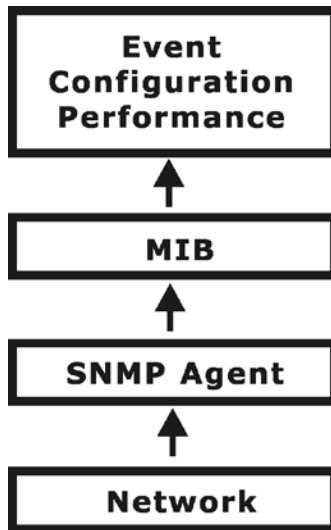 Event
Configuration
Performance
MIB
SNMP Agent
Network